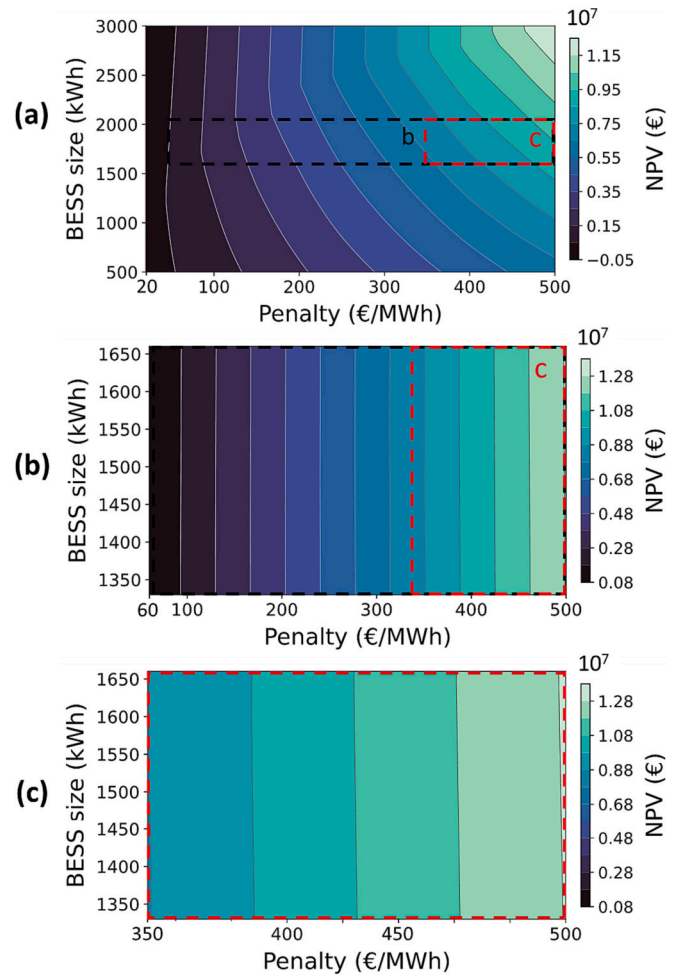 10⁷
(a)
BESS size (kWh)
3000
2500
2000
1500
1000
500
b
c
20 100 200 300 400 500
Penalty (€/MWh)
1.15
0.95
0.75
0.55
0.35
0.15
−0.05
NPV (€)
10⁷
(b)
BESS size (kWh)
1650
1600
1550
1500
1450
1400
1350
c
60 100 200 300 400 500
Penalty (€/MWh)
1.28
1.08
0.88
0.68
0.48
0.28
0.08
NPV (€)
10⁷
(c)
BESS size (kWh)
1650
1600
1550
1500
1450
1400
1350
350 400 450 500
Penalty (€/MWh)
1.28
1.08
0.88
0.68
0.48
0.28
0.08
NPV (€)